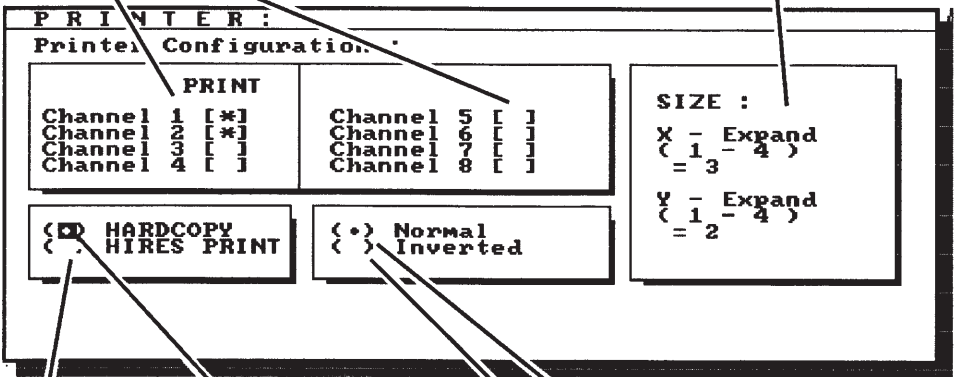 PRINTER:
Printer Configuration :
PRINT
Channel 1 [*]
Channel 2 [*]
Channel 3 [ ]
Channel 4 [ ]
Channel 5 [ ]
Channel 6 [ ]
Channel 7 [ ]
Channel 8 [ ]
SIZE :
X - Expand
( 1 - 4 )
= 3
Y - Expand
( 1 - 4 )
= 2
(•) HARDCOPY
( ) HIRES PRINT
(•) Normal
( ) Inverted